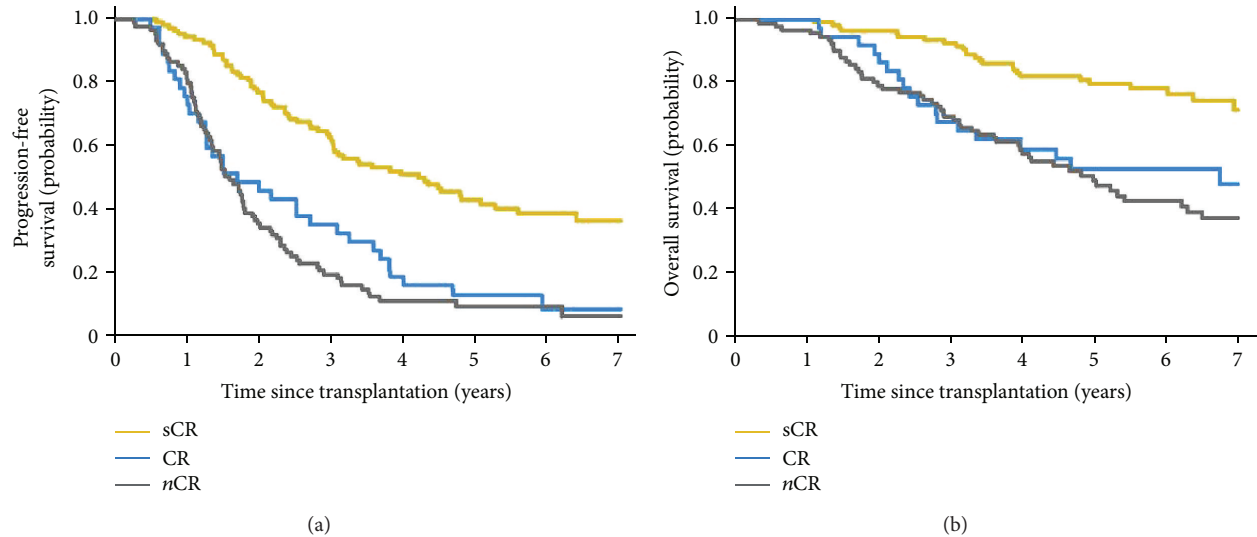 1.0
0.8
0.6
0.4
0.2
0
Progression-free
survival (probability)
0 1 2 3 4 5 6 7
Time since transplantation (years)
sCR
CR
nCR
(a)
1.0
0.8
0.6
0.4
0.2
0
Overall survival (probability)
0 1 2 3 4 5 6 7
Time since transplantation (years)
sCR
CR
nCR
(b)